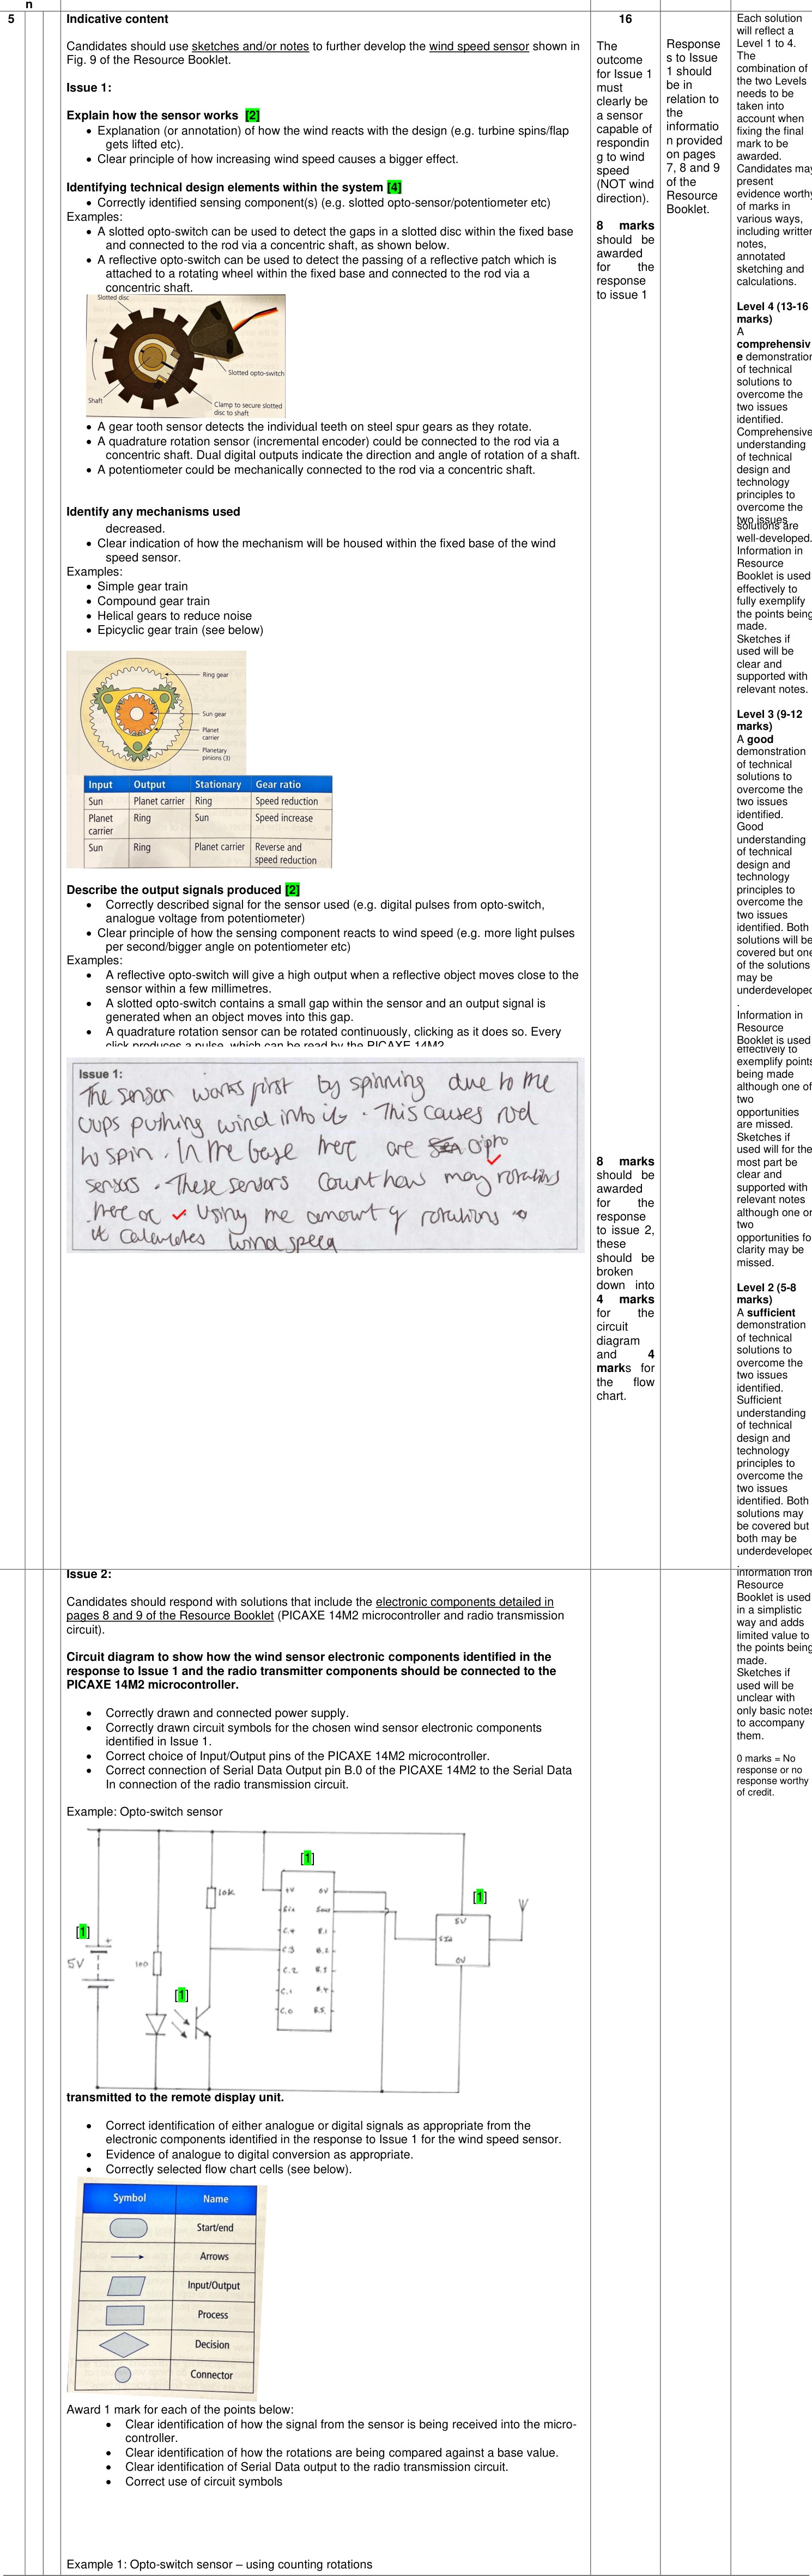 n
5
Indicative content
Candidates should use sketches and/or notes to further develop the wind speed sensor shown in
Fig. 9 of the Resource Booklet.
Issue 1:
Explain how the sensor works [2]
• Explanation (or annotation) of how the wind reacts with the design (e.g. turbine spins/flap
gets lifted etc).
• Clear principle of how increasing wind speed causes a bigger effect.
Identifying technical design elements within the system [4]
• Correctly identified sensing component(s) (e.g. slotted opto-sensor/potentiometer etc)
Examples:
• A slotted opto-switch can be used to detect the gaps in a slotted disc within the fixed base
and connected to the rod via a concentric shaft, as shown below.
• A reflective opto-switch can be used to detect the passing of a reflective patch which is
attached to a rotating wheel within the fixed base and connected to the rod via a
concentric shaft.
Slotted disc
Slotted opto-switch
Shaft
Clamp to secure slotted
disc to shaft
• A gear tooth sensor detects the individual teeth on steel spur gears as they rotate.
• A quadrature rotation sensor (incremental encoder) could be connected to the rod via a
concentric shaft. Dual digital outputs indicate the direction and angle of rotation of a shaft.
• A potentiometer could be mechanically connected to the rod via a concentric shaft.
Identify any mechanisms used
decreased.
• Clear indication of how the mechanism will be housed within the fixed base of the wind
speed sensor.
Examples:
• Simple gear train
• Compound gear train
• Helical gears to reduce noise
• Epicyclic gear train (see below)
Ring gear
Sun gear
Planet
carrier
Planetary
pinions (3)
Input Output Stationary Gear ratio
Sun Planet carrier Ring Speed reduction
Planet
carrier Ring Sun Speed increase
Sun Ring Planet carrier Reverse and
speed reduction
Describe the output signals produced [2]
• Correctly described signal for the sensor used (e.g. digital pulses from opto-switch,
analogue voltage from potentiometer)
• Clear principle of how the sensing component reacts to wind speed (e.g. more light pulses
per second/bigger angle on potentiometer etc)
Examples:
• A reflective opto-switch will give a high output when a reflective object moves close to the
sensor within a few millimetres.
• A slotted opto-switch contains a small gap within the sensor and an output signal is
generated when an object moves into this gap.
• A quadrature rotation sensor can be rotated continuously, clicking as it does so. Every
click produces a pulse, which can be read by the PICAXE 14M2
Issue 1:
The sensor works first by spinning due to the
cups pushing wind into it. This causes rod
to spin. In the base there are opto
sensors. These sensors count how many rotations
there are using the amount of rotations
it calculates wind speed
16
The
outcome
for Issue 1
must
clearly be
a sensor
capable of
respondin
g to wind
speed
(NOT wind
direction).
8 marks
should be
awarded
for the
response
to issue 1
8 marks
should be
awarded
for the
response
to issue 2,
these
should be
broken
down into
4 marks
for the
circuit
diagram
and 4
marks for
the flow
chart.
Response
s to Issue
1 should
be in
relation to
the
informatio
n provided
on pages
7, 8 and 9
of the
Resource
Booklet.
Each solution
will reflect a
Level 1 to 4.
The
combination of
the two Levels
needs to be
taken into
account when
fixing the final
mark to be
awarded.
Candidates may
present
evidence worthy
of marks in
various ways,
including written
notes,
annotated
sketching and
calculations.
Level 4 (13-16
marks)
A
comprehensiv
e demonstration
of technical
solutions to
overcome the
two issues
identified.
Comprehensive
understanding
of technical
design and
technology
principles to
overcome the
two issues
solutions are
well-developed.
Information in
Resource
Booklet is used
effectively to
fully exemplify
the points being
made.
Sketches if
used will be
clear and
supported with
relevant notes.
Level 3 (9-12
marks)
A good
demonstration
of technical
solutions to
overcome the
two issues
identified.
Good
understanding
of technical
design and
technology
principles to
overcome the
two issues
identified. Both
solutions will be
covered but one
of the solutions
may be
underdeveloped
.
Information in
Resource
Booklet is used
effectively to
exemplify points
being made
although one of
two
opportunities
are missed.
Sketches if
used will for the
most part be
clear and
supported with
relevant notes
although one or
two
opportunities for
clarity may be
missed.
Level 2 (5-8
marks)
A sufficient
demonstration
of technical
solutions to
overcome the
two issues
identified.
Sufficient
understanding
of technical
design and
technology
principles to
overcome the
two issues
identified. Both
solutions may
be covered but
both may be
underdeveloped
.
Information from
Resource
Booklet is used
in a simplistic
way and adds
limited value to
the points being
made.
Sketches if
used will be
unclear with
only basic notes
to accompany
them.
0 marks = No
response or no
response worthy
of credit.
Issue 2:
Candidates should respond with solutions that include the electronic components detailed in
pages 8 and 9 of the Resource Booklet (PICAXE 14M2 microcontroller and radio transmission
circuit).
Circuit diagram to show how the wind sensor electronic components identified in the
response to Issue 1 and the radio transmitter components should be connected to the
PICAXE 14M2 microcontroller.
• Correctly drawn and connected power supply.
• Correctly drawn circuit symbols for the chosen wind sensor electronic components
identified in Issue 1.
• Correct choice of Input/Output pins of the PICAXE 14M2 microcontroller.
• Correct connection of Serial Data Output pin B.0 of the PICAXE 14M2 to the Serial Data
In connection of the radio transmission circuit.
Example: Opto-switch sensor
[1]
[1]
[1]
[1]
10k
5V
100
+V 0V
Sin Sout
C.4 B.1
C.3 B.2
C.2 B.3
C.1 B.4
C.0 B.5
5V
SIn
0V
transmitted to the remote display unit.
• Correct identification of either analogue or digital signals as appropriate from the
electronic components identified in the response to Issue 1 for the wind speed sensor.
• Evidence of analogue to digital conversion as appropriate.
• Correctly selected flow chart cells (see below).
Symbol Name
Start/end
Arrows
Input/Output
Process
Decision
Connector
Award 1 mark for each of the points below:
• Clear identification of how the signal from the sensor is being received into the micro-
controller.
• Clear identification of how the rotations are being compared against a base value.
• Clear identification of Serial Data output to the radio transmission circuit.
• Correct use of circuit symbols
Example 1: Opto-switch sensor – using counting rotations